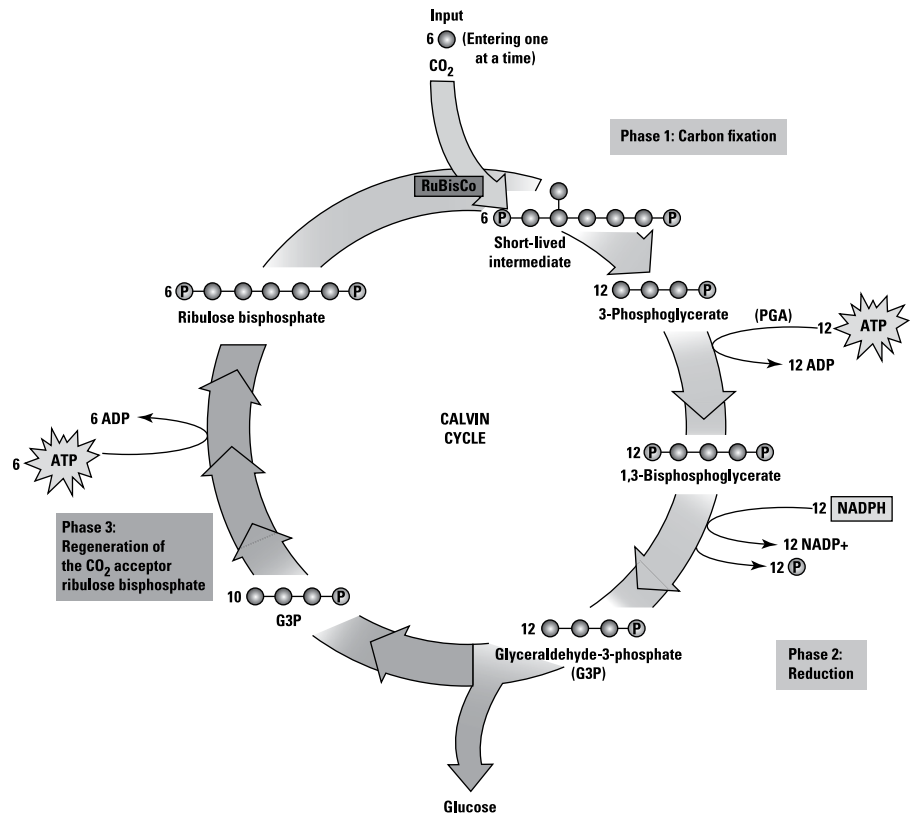 Input
6 (Entering one
at a time)
CO₂
Phase 1: Carbon fixation
RuBisCo
6 P P
Short-lived
intermediate
6 P P
Ribulose bisphosphate
12 P
3-Phosphoglycerate
(PGA)
12 ATP
12 ADP
CALVIN
CYCLE
6 ADP
6 ATP
12 P P
1,3-Bisphosphoglycerate
12 NADPH
12 NADP+
12 P
Phase 3:
Regeneration of
the CO₂ acceptor
ribulose bisphosphate
10 P
G3P
12 P
Glyceraldehyde-3-phosphate
(G3P)
Phase 2:
Reduction
Glucose